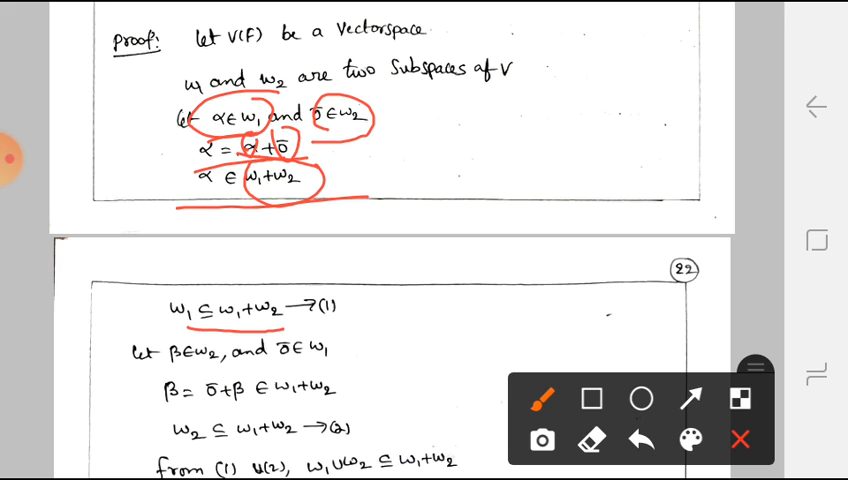 Proof: Let V(F) be a Vectorspace
W1 and W2 are two Subspaces of V
Let α∈W1 and ō∈W2
α = α+ō
α ∈ W1+W2
22
W1 ⊆ W1+W2 →(1)
Let β∈W2, and ō∈W1
β = ō+β ∈ W1+W2
W2 ⊆ W1+W2 →(2)
from (1) &(2), W1∪W2 ⊆ W1+W2